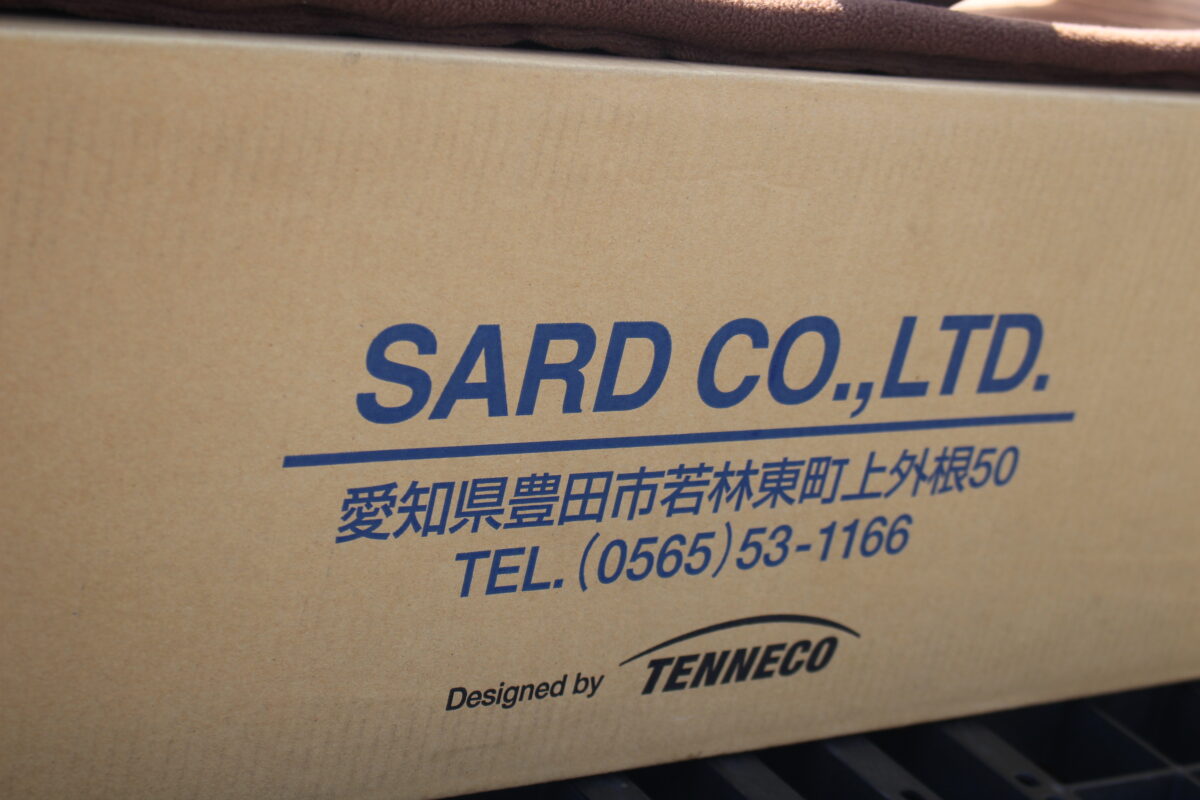 SARD CO.,LTD.
愛知県豊田市若林東町上外根50
TEL.(0565)53-1166
Designed by TENNECO